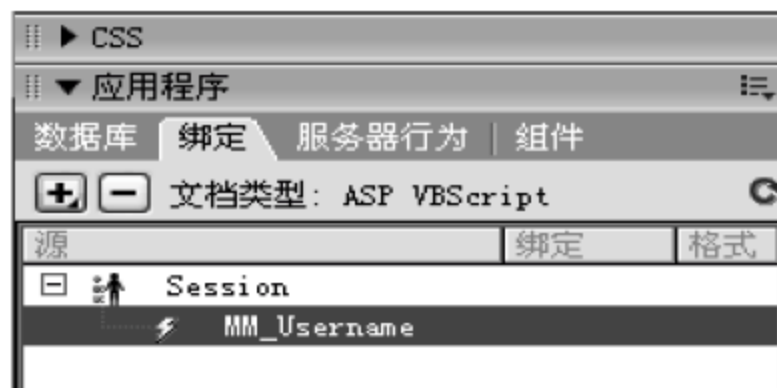 CSS
应用程序
数据库 绑定 服务器行为 组件
文档类型: ASP VBScript
源 绑定 格式
Session
MM_Username